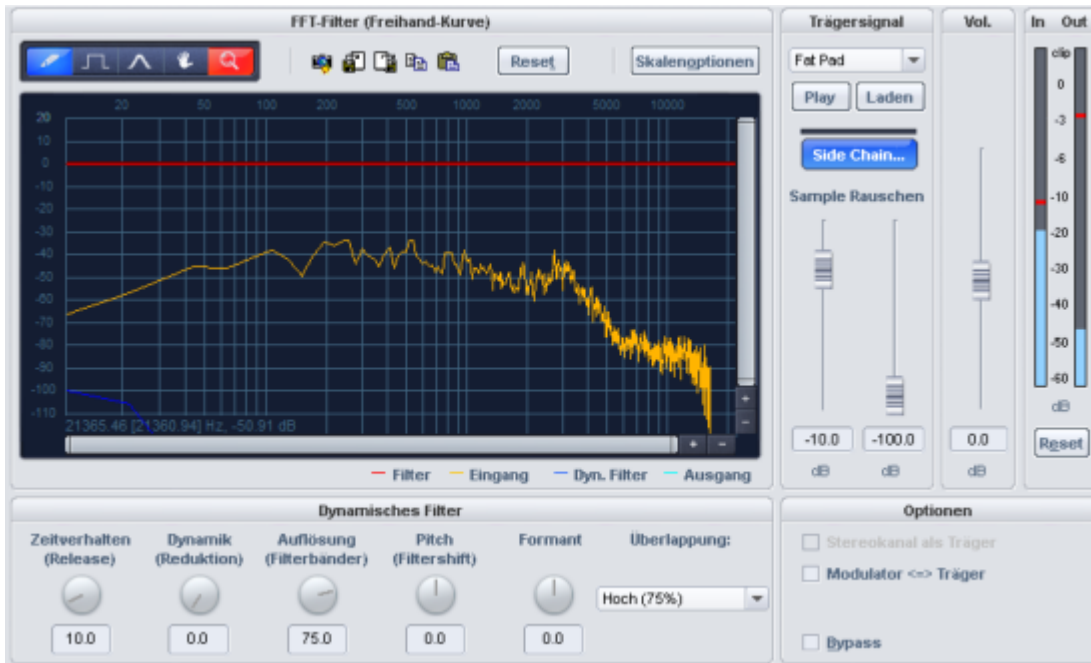 FFT-Filter (Freihand-Kurve)
Reset
Skalenoptionen
20 50 100 200 500 1000 2000 5000 10000
20
10
0
-10
-20
-30
-40
-50
-60
-70
-80
-90
-100
-110
21365.46 [21360.94] Hz, -50.91 dB
+ -
+
-
Filter Eingang Dyn. Filter Ausgang
Trägersignal
Fat Pad
Play Laden
Side Chain...
Sample Rauschen
-10.0 -100.0
dB dB
Vol.
0.0
dB
In Out
clip
0
-3
-6
-10
-20
-30
-40
-50
-60
dB
Reset
Dynamisches Filter
Zeitverhalten (Release)
10.0
Dynamik (Reduktion)
0.0
Auflösung (Filterbänder)
75.0
Pitch (Filtershift)
0.0
Formant
0.0
Überlappung:
Hoch (75%)
Optionen
Stereokanal als Träger
Modulator <=> Träger
Bypass